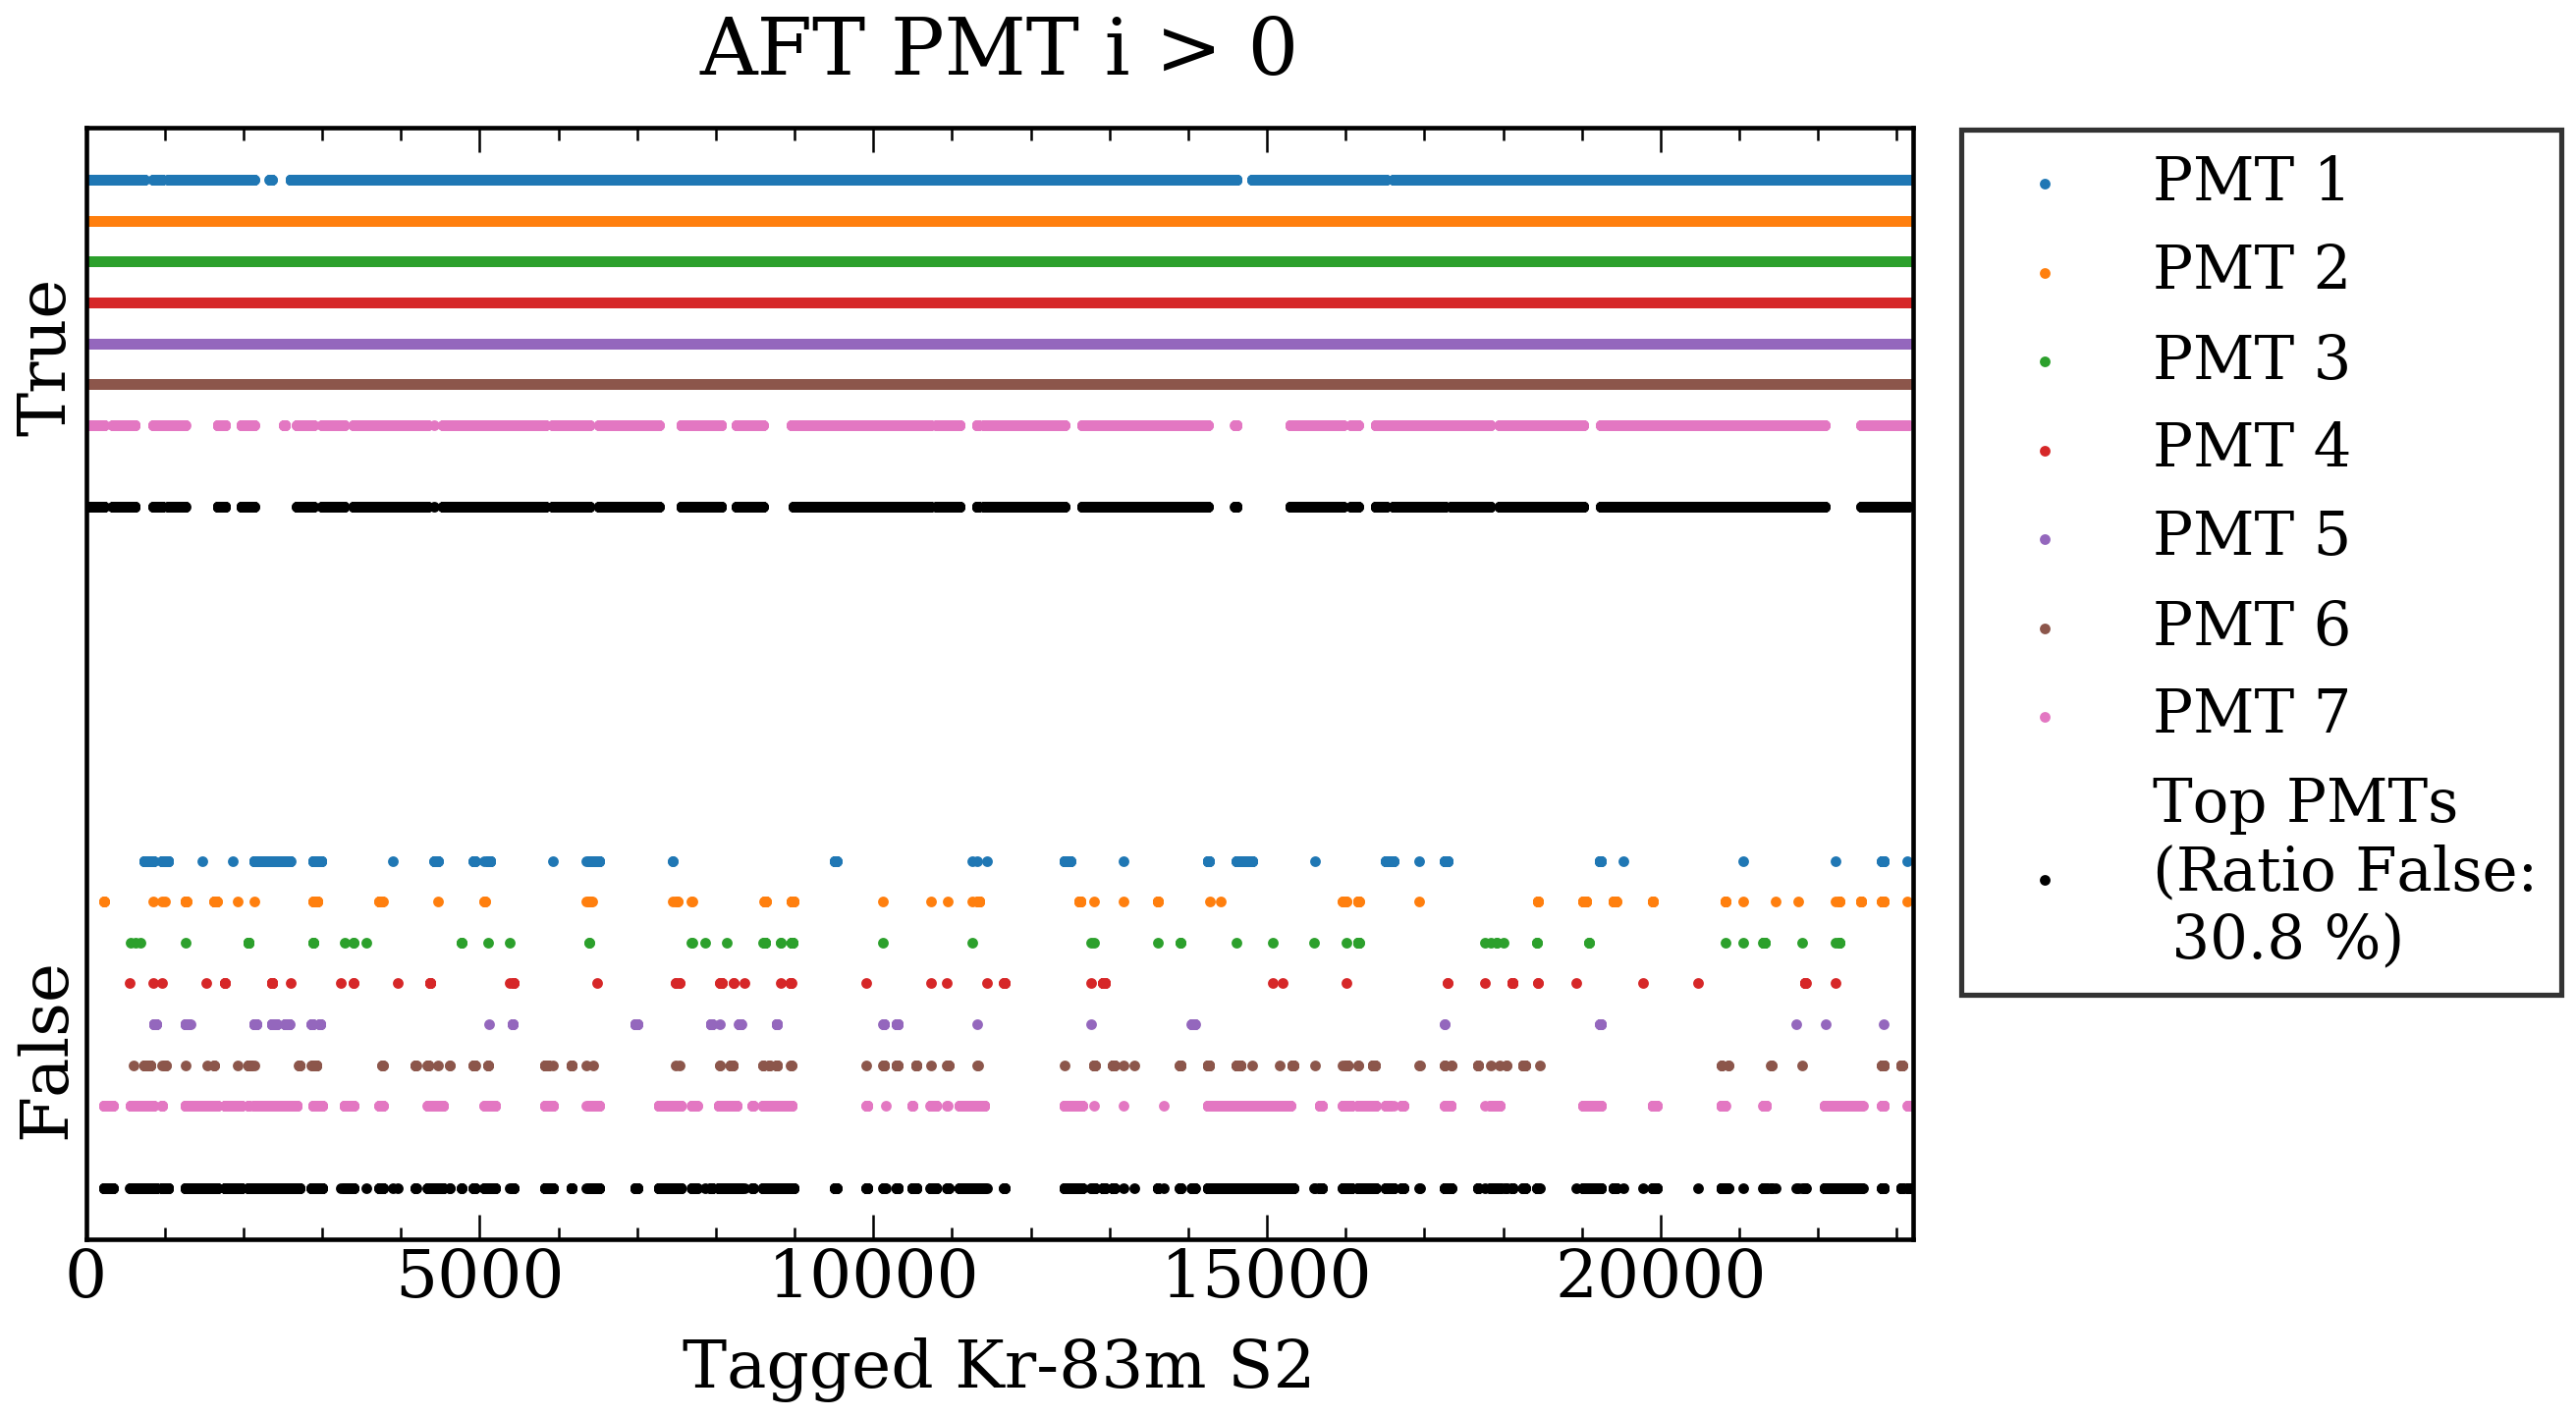 AFT PMT i > 0
True
False
0
5000
10000
15000
20000
Tagged Kr-83m S2
PMT 1
PMT 2
PMT 3
PMT 4
PMT 5
PMT 6
PMT 7
Top PMTs
(Ratio False:
30.8 %)